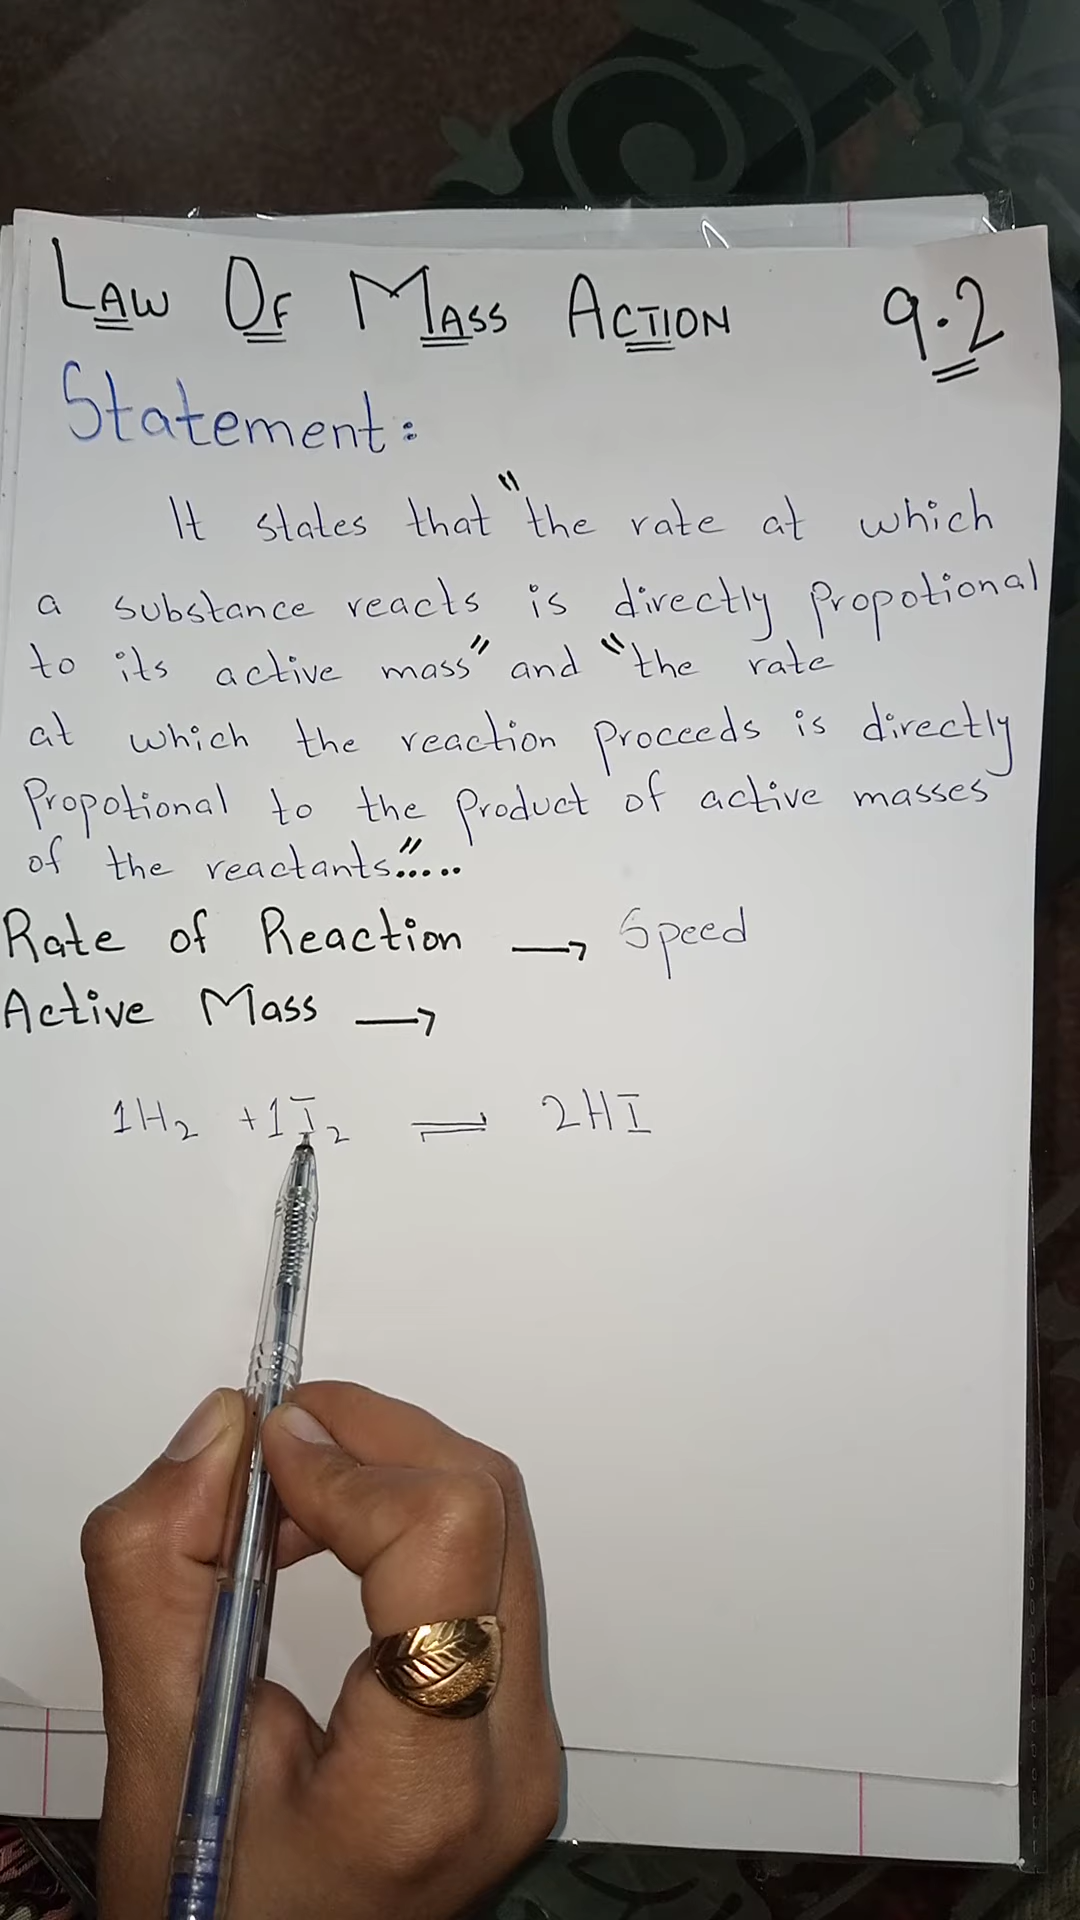 LAW OF MASS ACTION 9.2
Statement:
It states that "the rate at which
a substance reacts is directly propotional
to its active mass" and "the rate
at which the reaction proceeds is directly
propotional to the product of active masses
of the reactants".....
Rate of Reaction → Speed
Active Mass →
1H₂ +1I₂ ⇌ 2HI